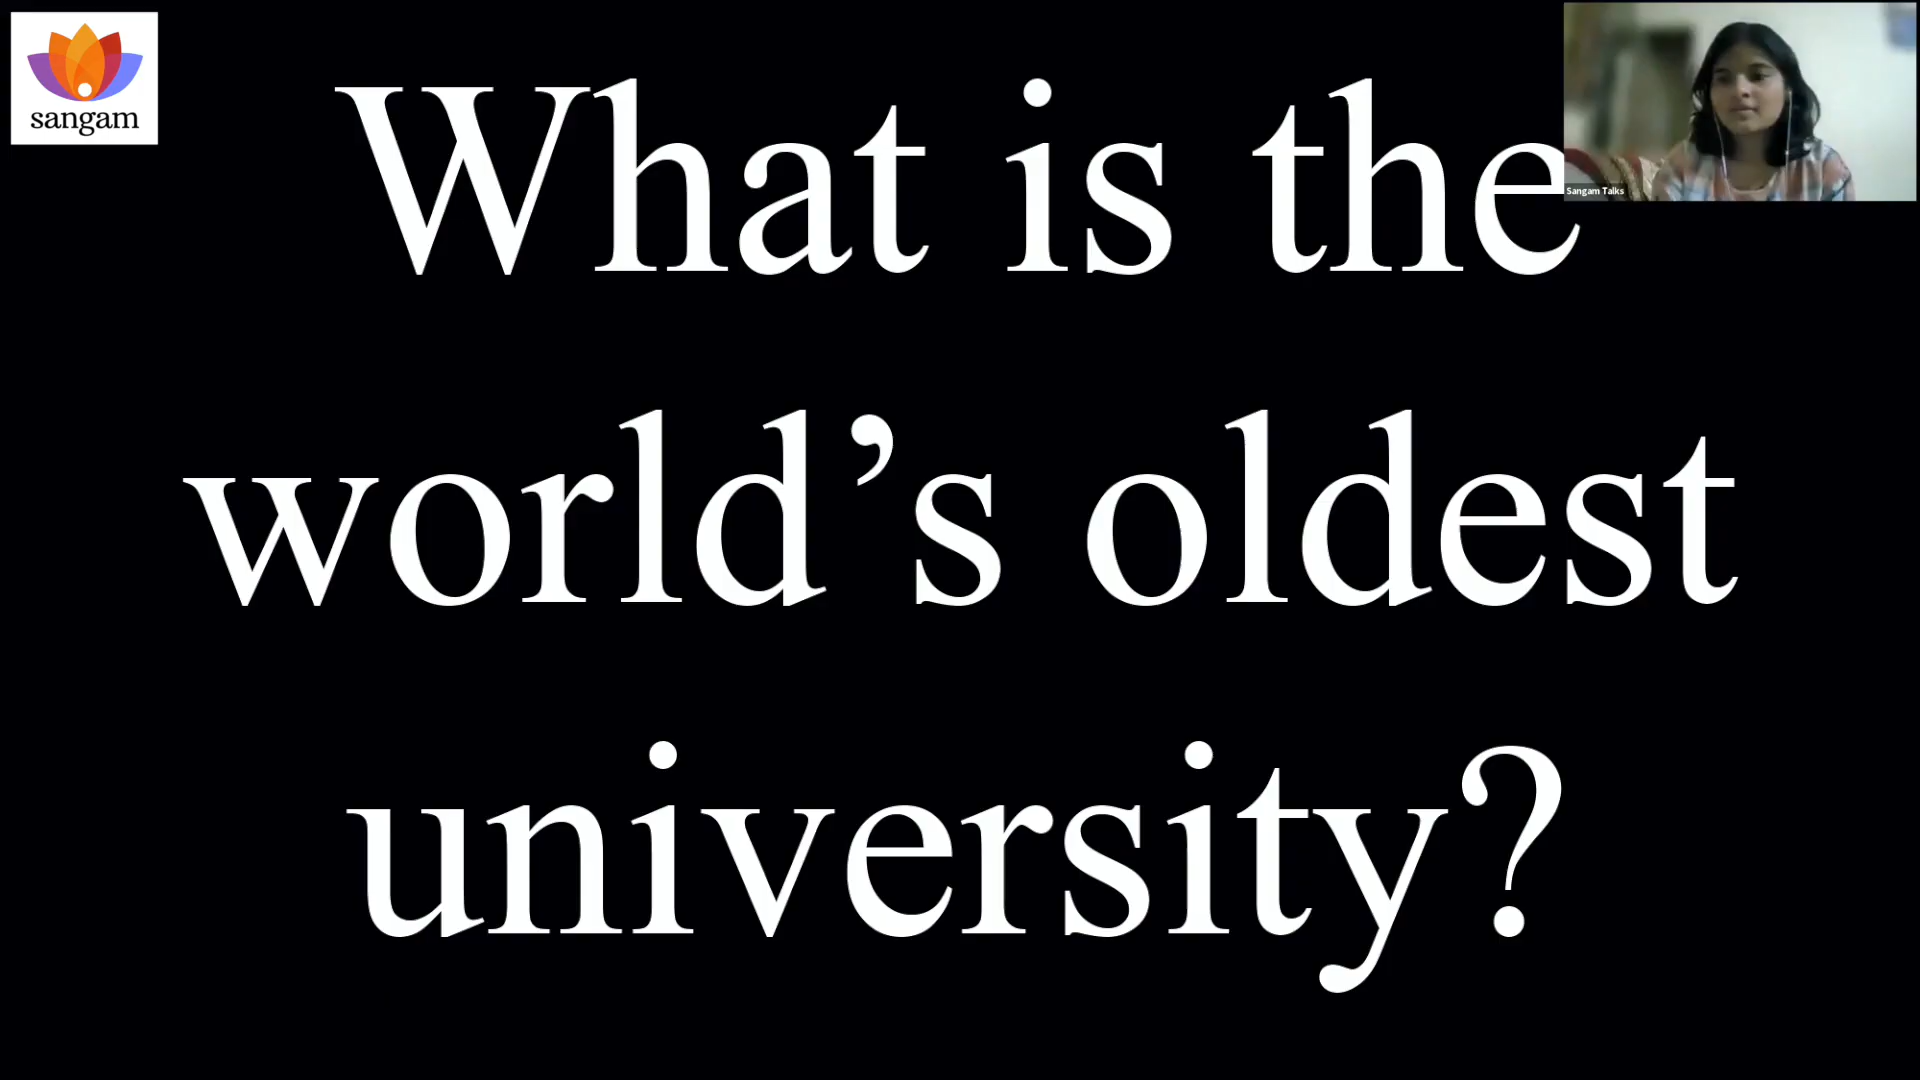 sangam
What is the
Sangam Talks
world’s oldest
university?